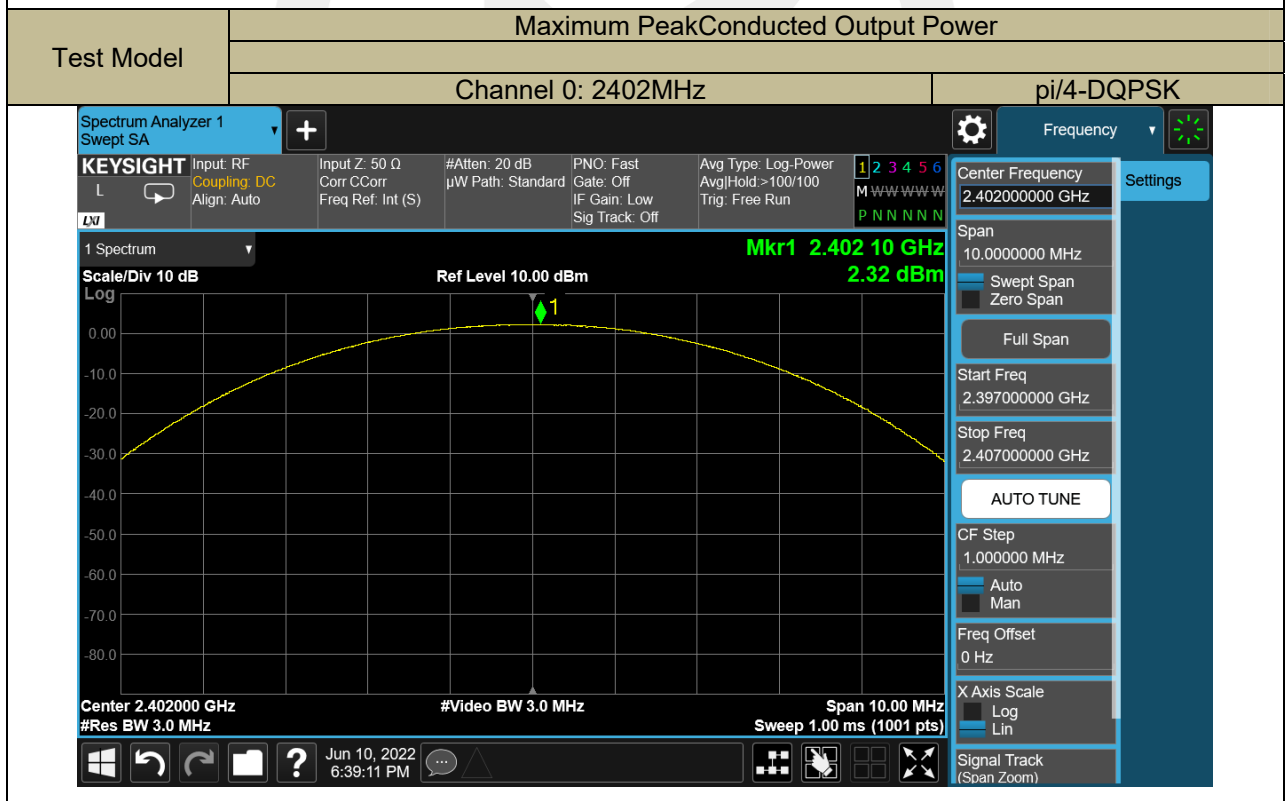 Test Model
Maximum PeakConducted Output Power
Channel 0: 2402MHz
pi/4-DQPSK
Spectrum Analyzer 1
Swept SA
Frequency
KEYSIGHT
L
LXI
Input: RF
Coupling: DC
Align: Auto
Input Z: 50 Ω
Corr CCorr
Freq Ref: Int (S)
#Atten: 20 dB
µW Path: Standard
PNO: Fast
Gate: Off
IF Gain: Low
Sig Track: Off
Avg Type: Log-Power
Avg|Hold:>100/100
Trig: Free Run
1 2 3 4 5 6
M W W W W W
P N N N N N
Center Frequency
2.402000000 GHz
Settings
Span
10.0000000 MHz
Swept Span
Zero Span
Full Span
Start Freq
2.397000000 GHz
Stop Freq
2.407000000 GHz
AUTO TUNE
CF Step
1.000000 MHz
Auto
Man
Freq Offset
0 Hz
X Axis Scale
Log
Lin
Signal Track
(Span Zoom)
1 Spectrum
Scale/Div 10 dB
Log
Ref Level 10.00 dBm
Mkr1 2.402 10 GHz
2.32 dBm
1
0.00
-10.0
-20.0
-30.0
-40.0
-50.0
-60.0
-70.0
-80.0
Center 2.402000 GHz
#Res BW 3.0 MHz
#Video BW 3.0 MHz
Span 10.00 MHz
Sweep 1.00 ms (1001 pts)
?
Jun 10, 2022
6:39:11 PM